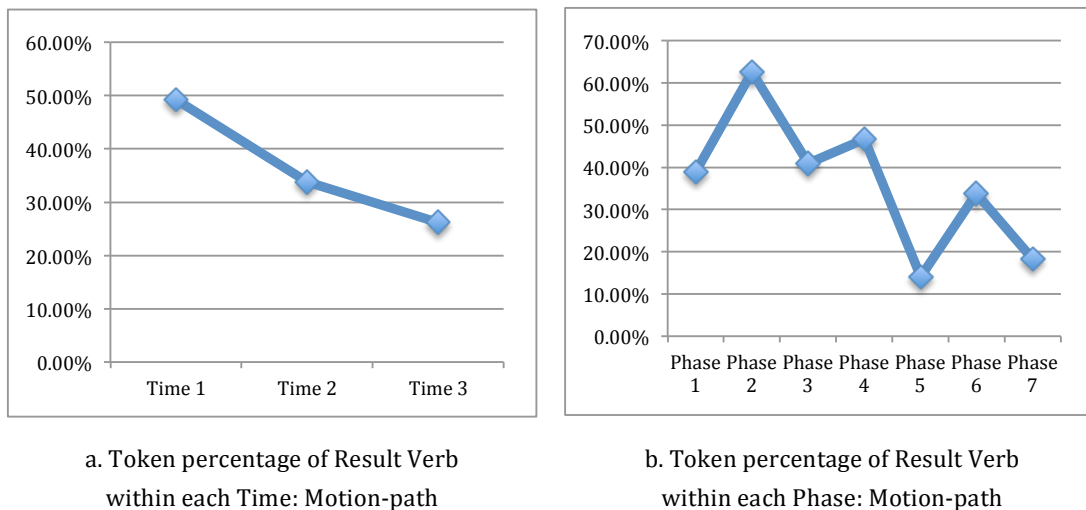 60.00%
50.00%
40.00%
30.00%
20.00%
10.00%
0.00%
Time 1 Time 2 Time 3
a. Token percentage of Result Verb
within each Time: Motion-path
70.00%
60.00%
50.00%
40.00%
30.00%
20.00%
10.00%
0.00%
Phase Phase Phase Phase Phase Phase Phase
1 2 3 4 5 6 7
b. Token percentage of Result Verb
within each Phase: Motion-path